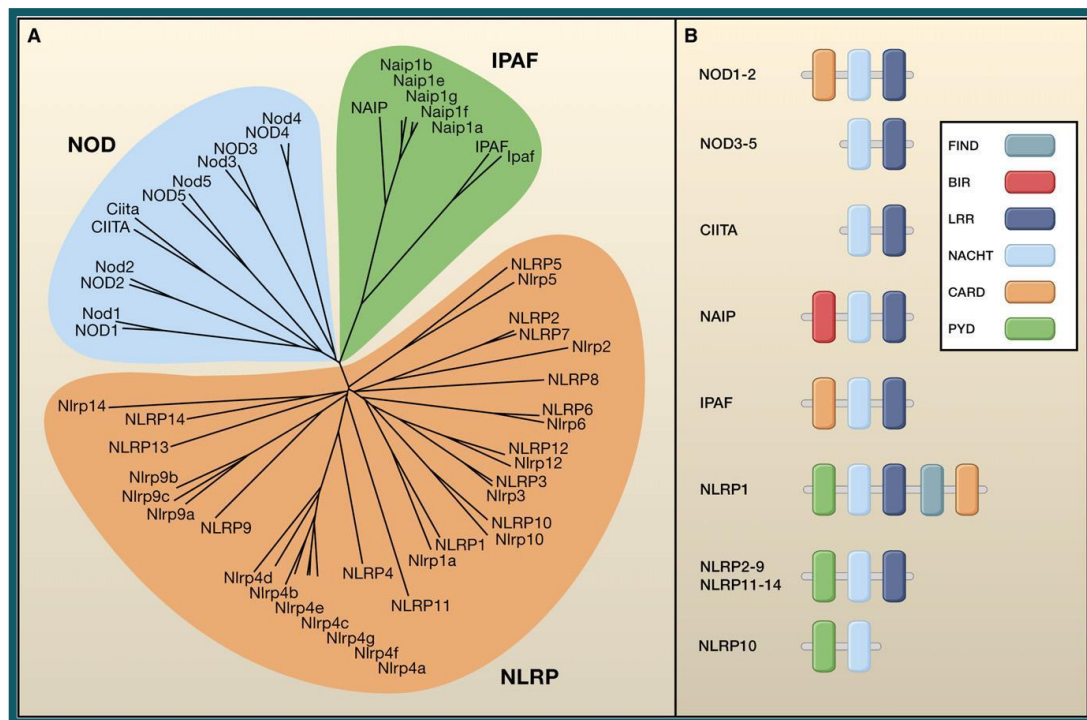 A
IPAF
NOD
Naip1b
Naip1e
Naip1g
Naip1f
Naip1a
NAIP
IPAF
Ipaf
Nod4
NOD4
NOD3
Nod3
Nod5
NOD5
Ciita
CIITA
Nod2
NOD2
Nod1
NOD1
NLRP5
Nlrp5
NLRP2
NLRP7
Nlrp2
NLRP8
NLRP6
Nlrp6
NLRP12
Nlrp12
NLRP3
Nlrp3
NLRP10
Nlrp10
NLRP1
Nlrp1a
NLRP11
NLRP4
Nlrp4d
Nlrp4b
Nlrp4e
Nlrp4c
Nlrp4g
Nlrp4f
Nlrp4a
NLRP9
Nlrp9a
Nlrp9c
Nlrp9b
NLRP13
NLRP14
Nlrp14
NLRP
B
NOD1-2
NOD3-5
CIITA
NAIP
IPAF
NLRP1
NLRP2-9
NLRP11-14
NLRP10
FIND
BIR
LRR
NACHT
CARD
PYD